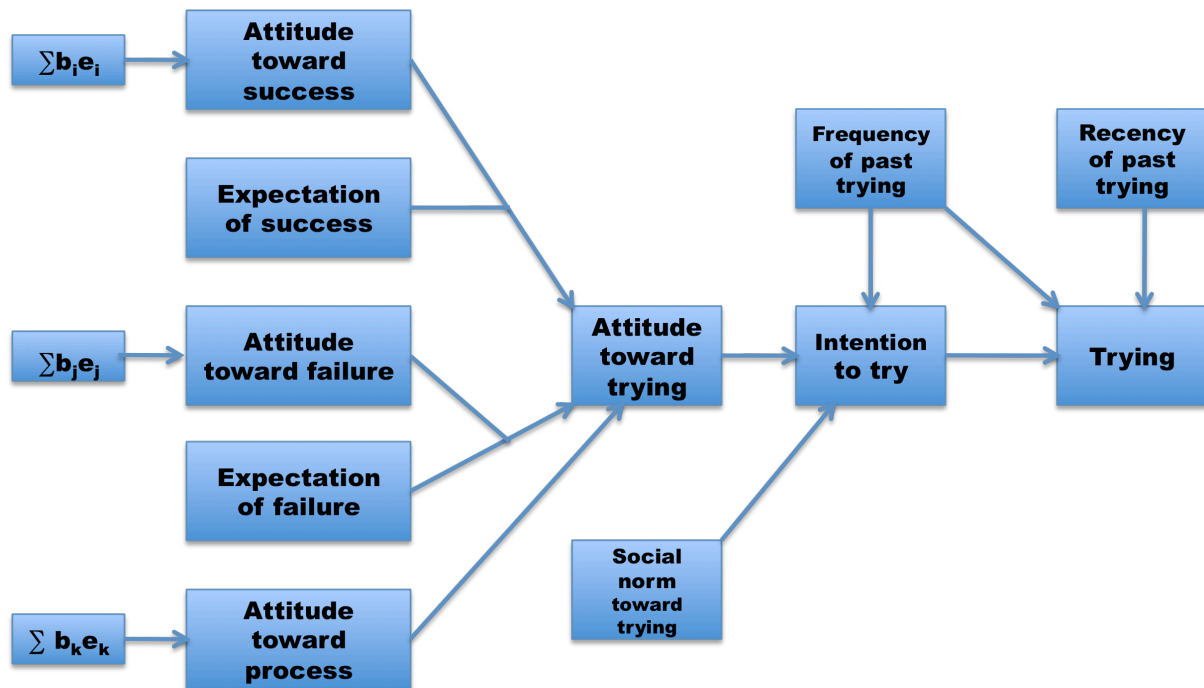 ∑bᵢeᵢ
Attitude
toward
success
Expectation
of success
∑bⱼeⱼ
Attitude
toward failure
Expectation
of failure
∑ bₖeₖ
Attitude
toward
process
Attitude
toward
trying
Social
norm
toward
trying
Frequency
of past
trying
Intention
to try
Recency
of past
trying
Trying